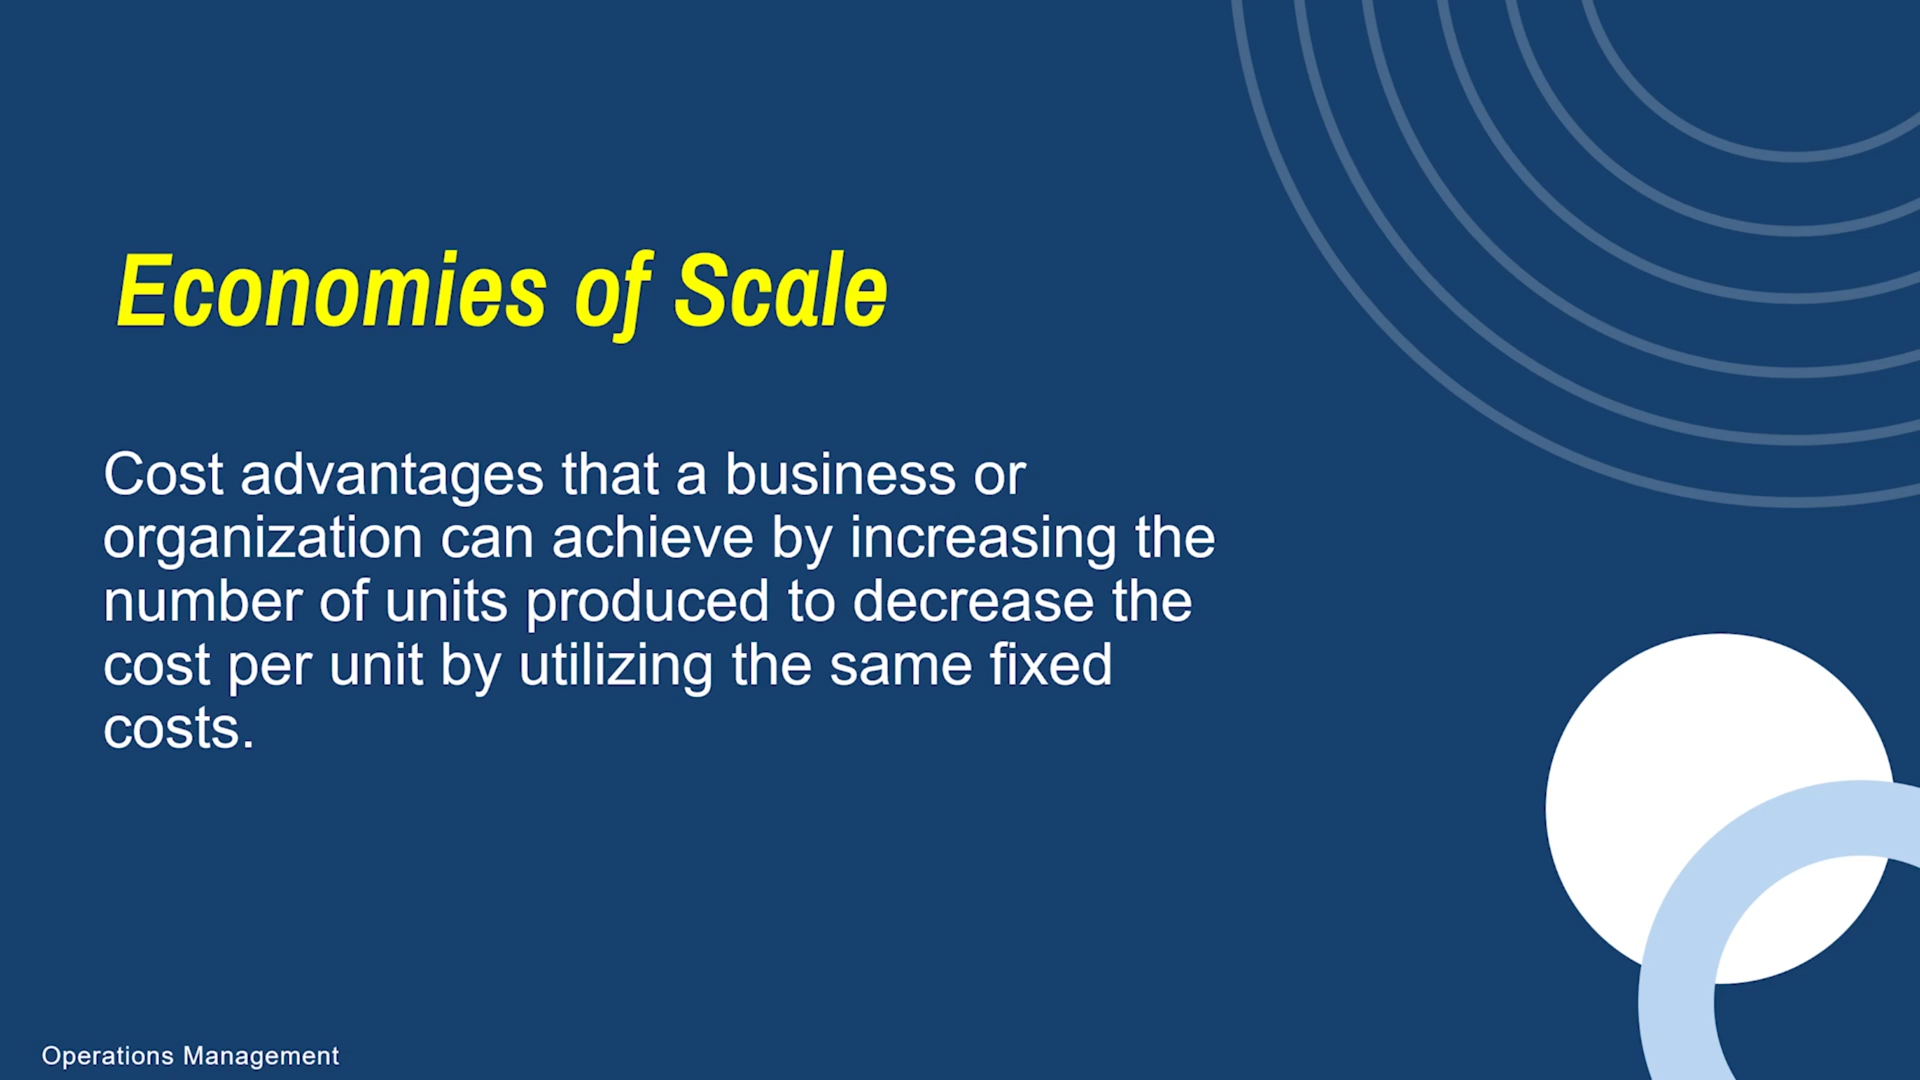 Economies of Scale
Cost advantages that a business or
organization can achieve by increasing the
number of units produced to decrease the
cost per unit by utilizing the same fixed
costs.
Operations Management